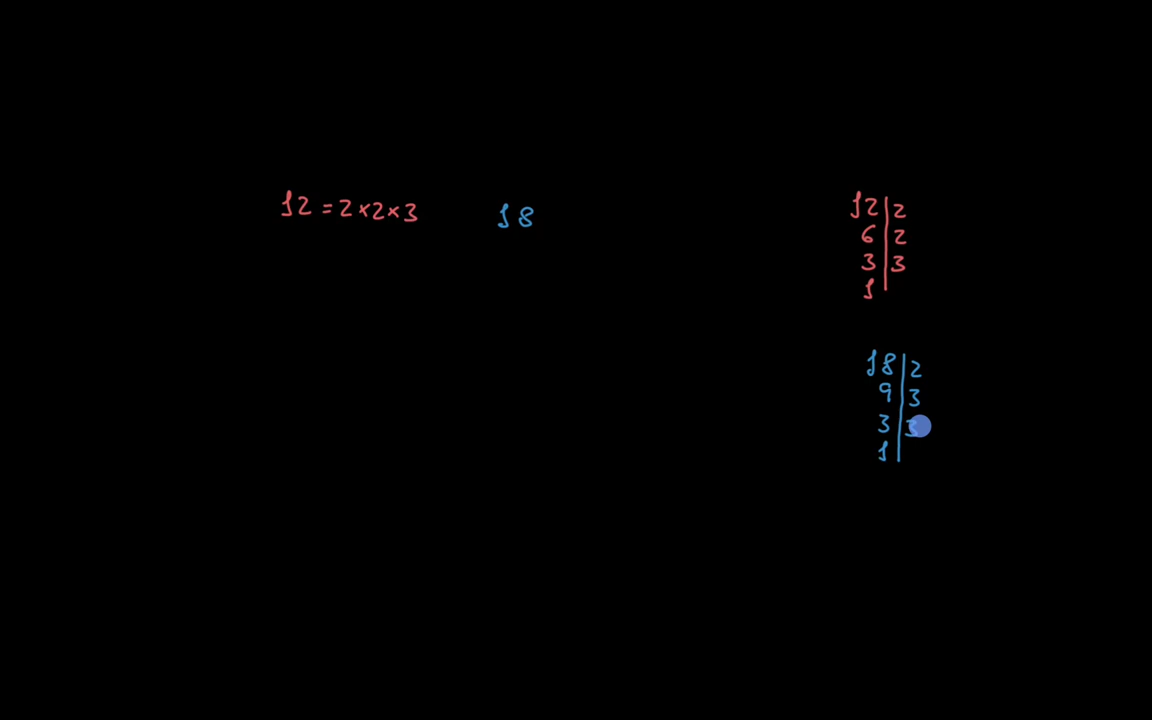 12 = 2 × 2 × 3
18
12 | 2
6 | 2
3 | 3
1
18 | 2
9 | 3
3 | 3
1